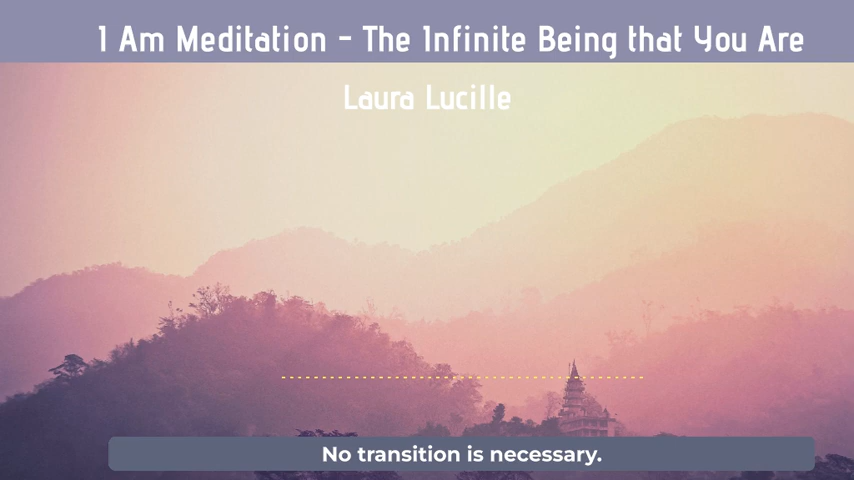 I Am Meditation - The Infinite Being that You Are
Laura Lucille
No transition is necessary.